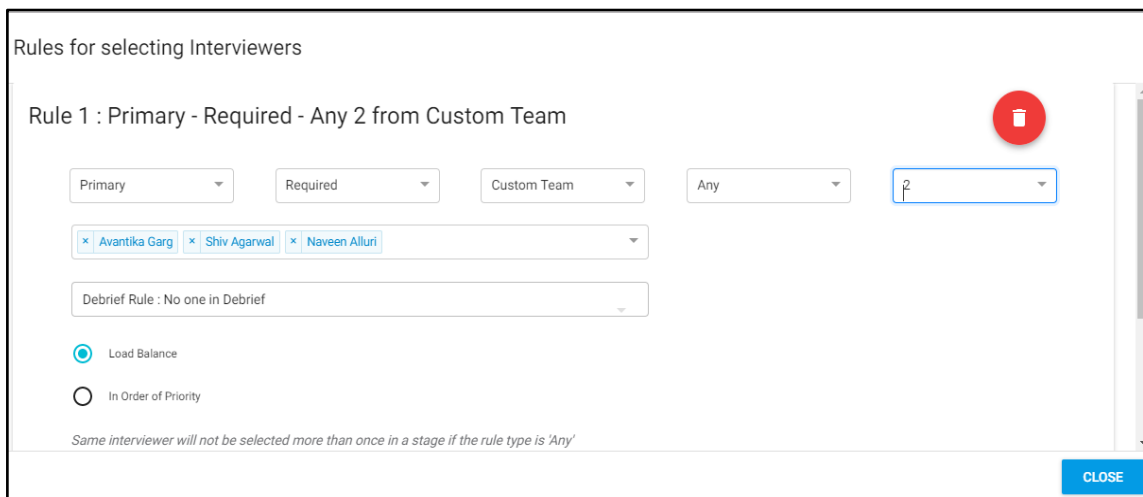 Rules for selecting Interviewers
Rule 1 : Primary - Required - Any 2 from Custom Team
Primary Required Custom Team Any 2
× Avantika Garg × Shiv Agarwal × Naveen Alluri
Debrief Rule : No one in Debrief
Load Balance
In Order of Priority
Same interviewer will not be selected more than once in a stage if the rule type is 'Any'
CLOSE